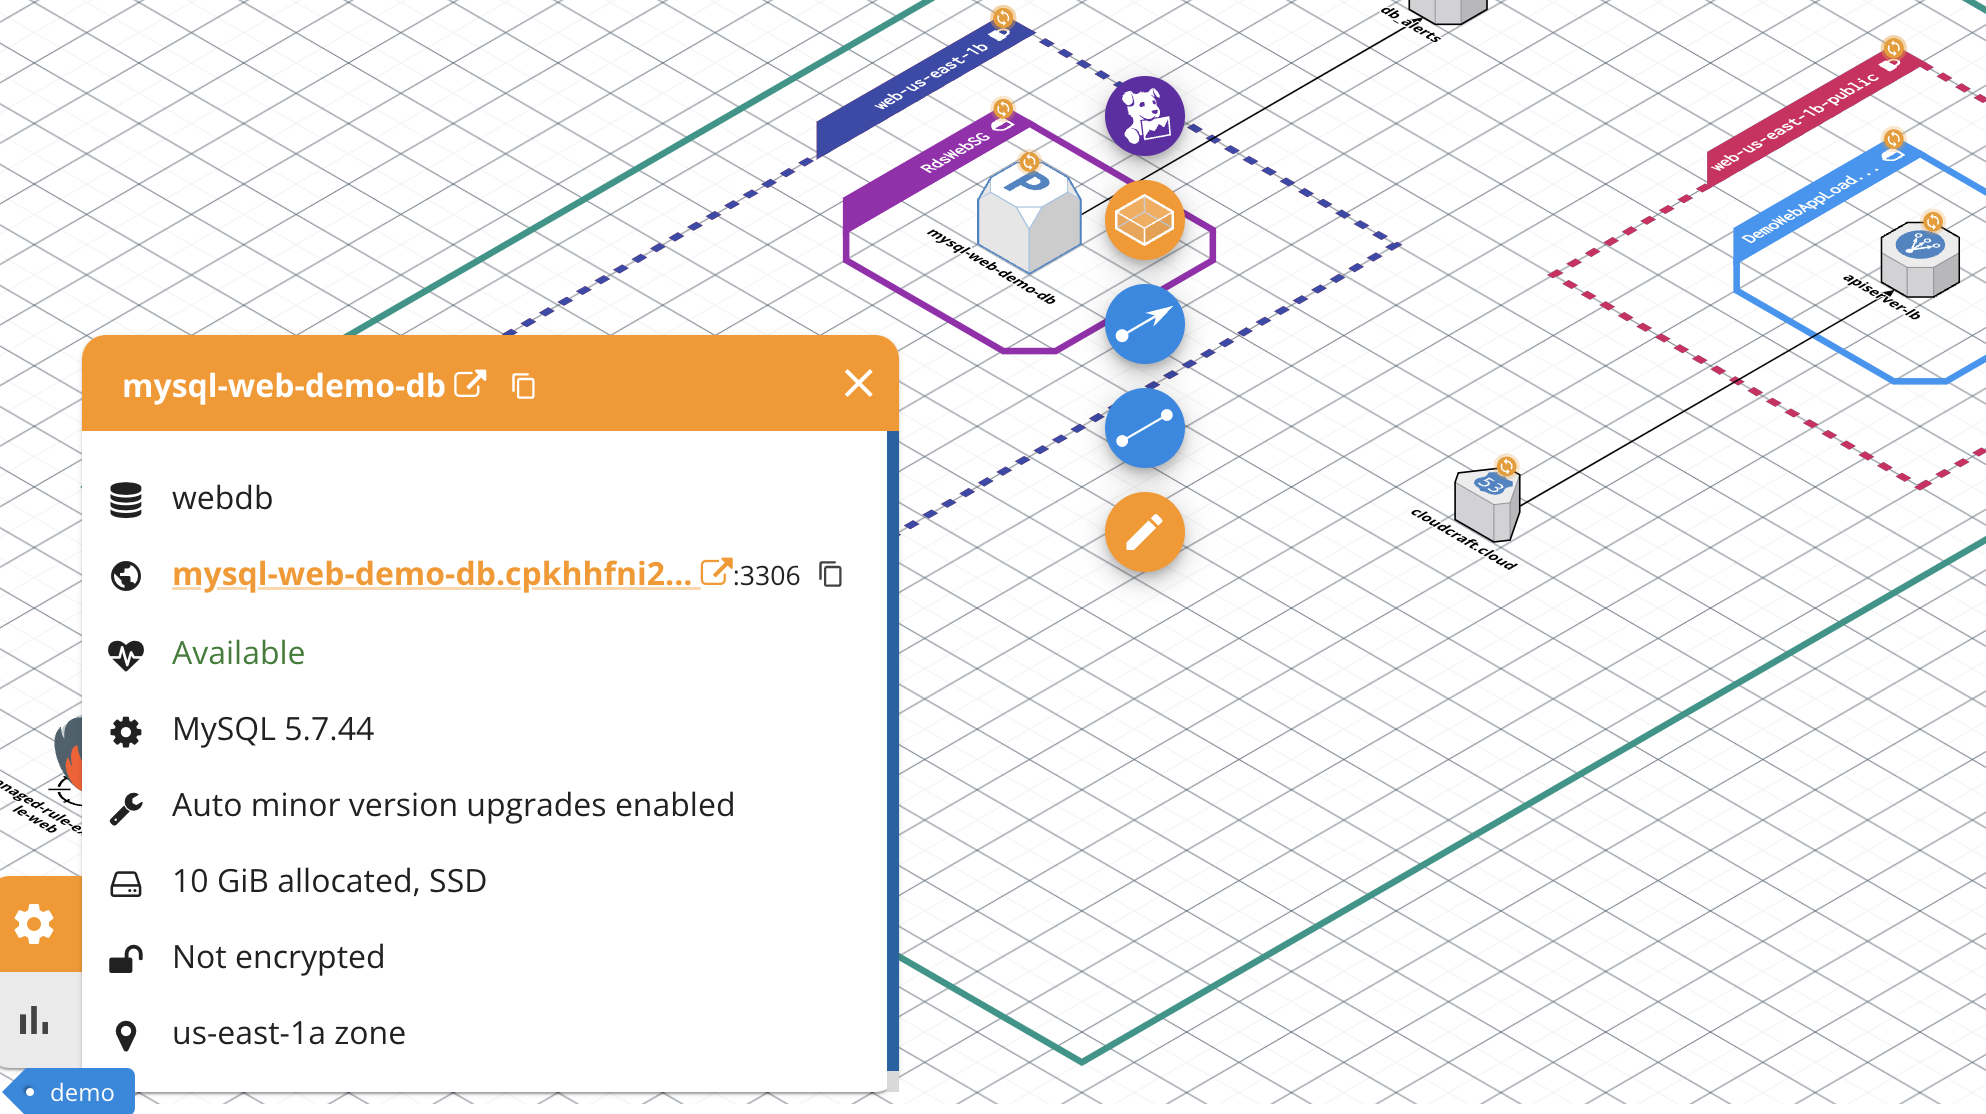 db_alerts
web-us-east-1b
web-us-east-1b-public
RdsWebSG
DemoWebAppLoad...
P
mysql-web-demo-db
apiserver-lb
53
cloudcraft.cloud
mysql-web-demo-db
webdb
mysql-web-demo-db.cpkhhfni2... :3306
Available
MySQL 5.7.44
Auto minor version upgrades enabled
10 GiB allocated, SSD
Not encrypted
us-east-1a zone
le-web
demo